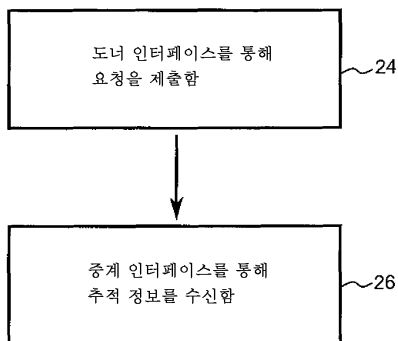 도너 인터페이스를 통해
요청을 제출함
24
중계 인터페이스를 통해
추적 정보를 수신함
26